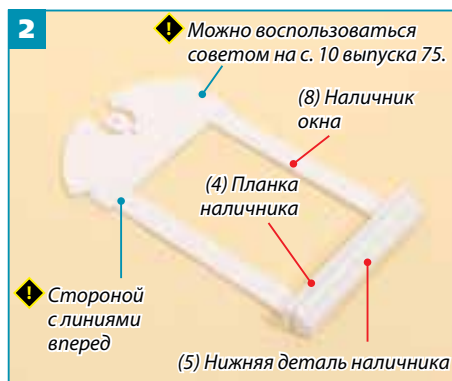 2
! Можно воспользоваться
советом на с. 10 выпуска 75.
(8) Наличник
окна
(4) Планка
наличника
! Стороной
с линиями
вперед
(5) Нижняя деталь наличника